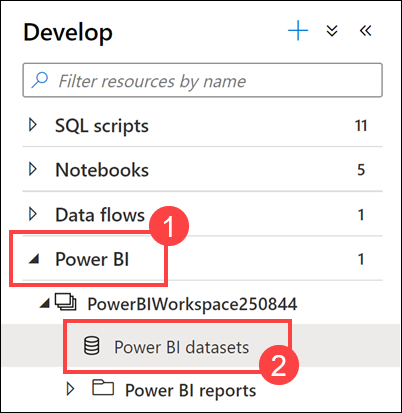 Develop
Filter resources by name
SQL scripts 11
Notebooks 5
Data flows 1
1
Power BI 1
PowerBIWorkspace250844
Power BI datasets
2
Power BI reports